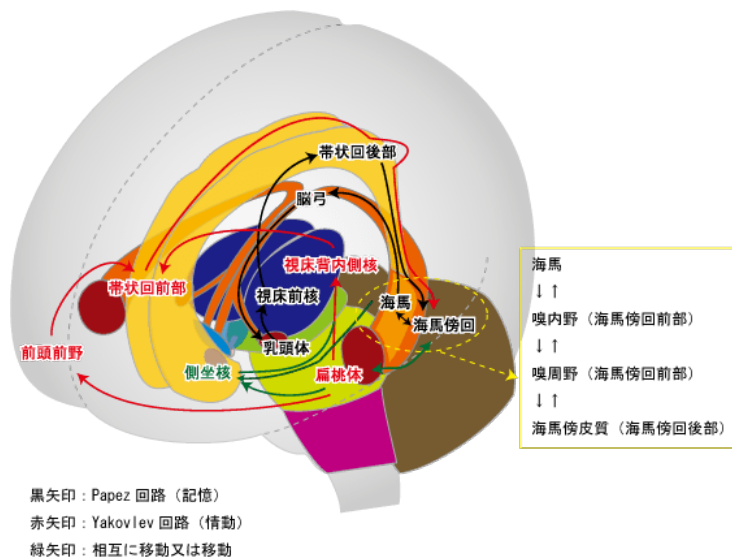 帯状回後部
脳弓
視床背内側核
帯状回前部
視床前核
海馬
海馬傍回
前頭前野
乳頭体
側坐核
扁桃体
海馬
↓↑
嗅内野（海馬傍回前部）
↓↑
嗅周野（海馬傍回前部）
↓↑
海馬傍皮質（海馬傍回後部）
黒矢印：Papez 回路（記憶）
赤矢印：Yakovlev 回路（情動）
緑矢印：相互に移動又は移動